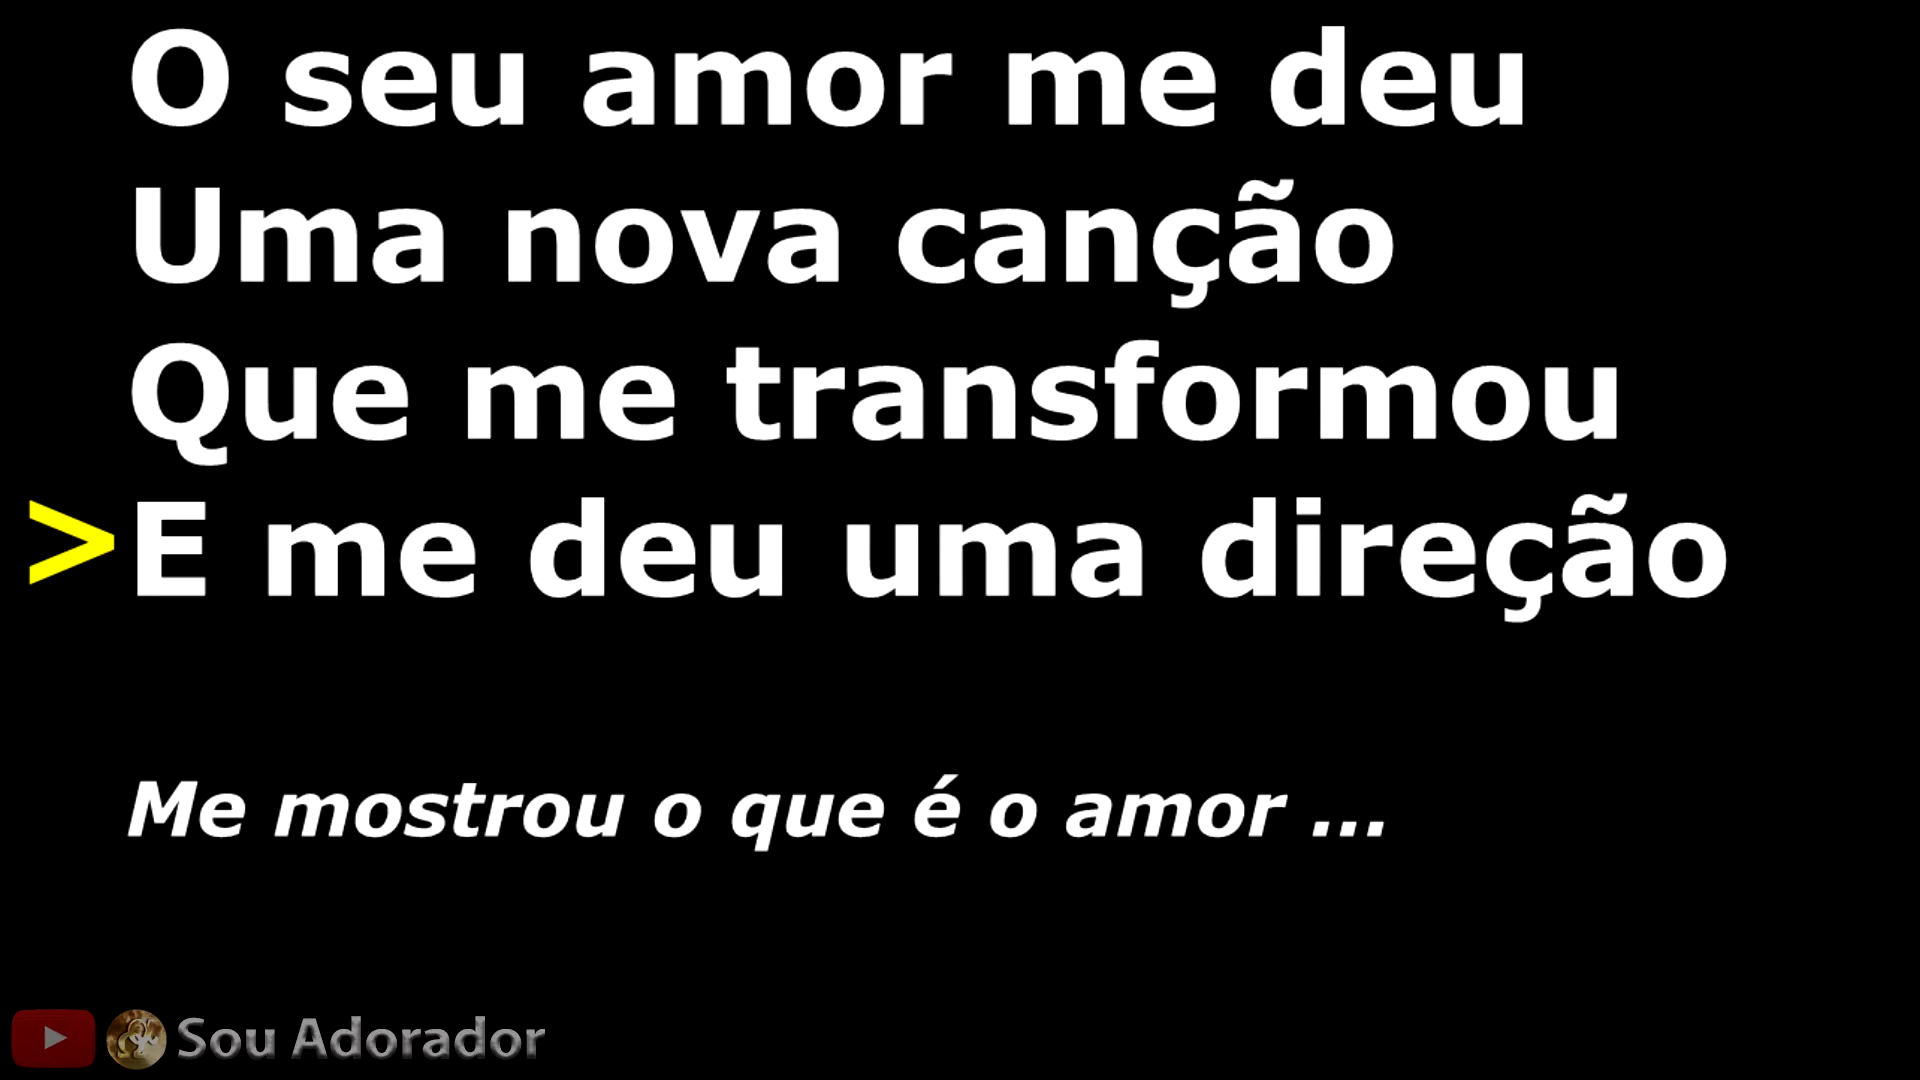 O seu amor me deu
Uma nova canção
Que me transformou
>E me deu uma direção
Me mostrou o que é o amor ...
Sou Adorador